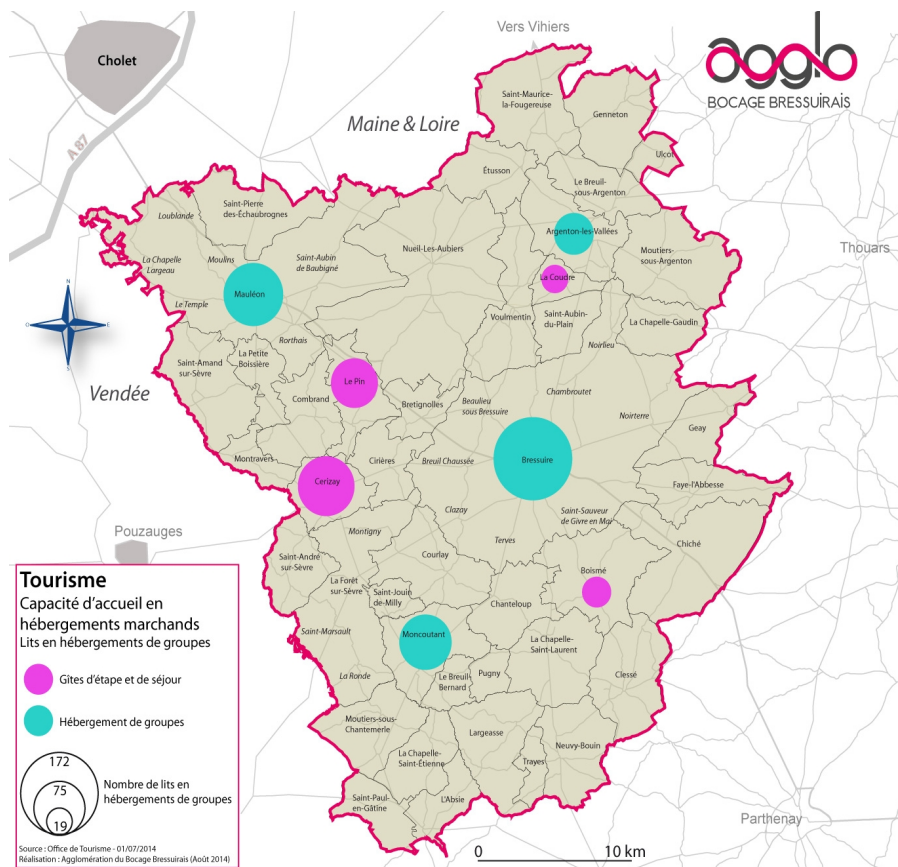 Vers Vihiers
Cholet
agglo
BOCAGE BRESSUIRAIS
A 87
Maine & Loire
Saint-Maurice-
la-Fougereuse
Genneton
Ulcot
Étusson
Le Breuil-
sous-Argenton
Saint-Pierre
des-Échaubrognes
Loublande
Argenton-les-Vallées
Nueil-Les-Aubiers
Moutiers-
sous-Argenton
Thouars
Moulins
Saint-Aubin
de Baubigné
La Chapelle
Largeau
La Coudre
Mauléon
Le Temple
Voulmentin
Saint-Aubin-
du-Plain
La Chapelle-Gaudin
N
O
E
S
Rorthais
Noirlieu
La Petite
Boissière
Saint-Amand
sur-Sèvre
Vendée
Le Pin
Combrand
Bretignolles
Beaulieu
sous Bressuire
Chambroutet
Noirterre
Geay
Montravers
Cirières
Breuil Chaussée
Bressuire
Cerizay
Faye-l'Abbesse
Clazay
Saint-Sauveur
de Givre en Mai
Montigny
Terves
Chiché
Pouzauges
Saint-André
sur-Sèvre
Courlay
Boismé
La Forêt
sur-Sèvre
Saint-Jouin
de-Milly
Chanteloup
Saint-Marsault
Moncoutant
La Chapelle-
Saint-Laurent
La Ronde
Le Breuil-
Bernard
Pugny
Clessé
Moutiers-sous-
Chantemerle
Largeasse
Neuvy-Bouin
La Chapelle-
Saint-Étienne
Trayes
Saint-Paul-
en-Gâtine
L'Absie
Parthenay
Tourisme
Capacité d'accueil en
hébergements marchands
Lits en hébergements de groupes
Gîtes d'étape et de séjour
Hébergement de groupes
172
75
19
Nombre de lits en
hébergements de groupes
Source : Office de Tourisme - 01/07/2014
Réalisation : Agglomération du Bocage Bressuirais (Août 2014)
0 10 km